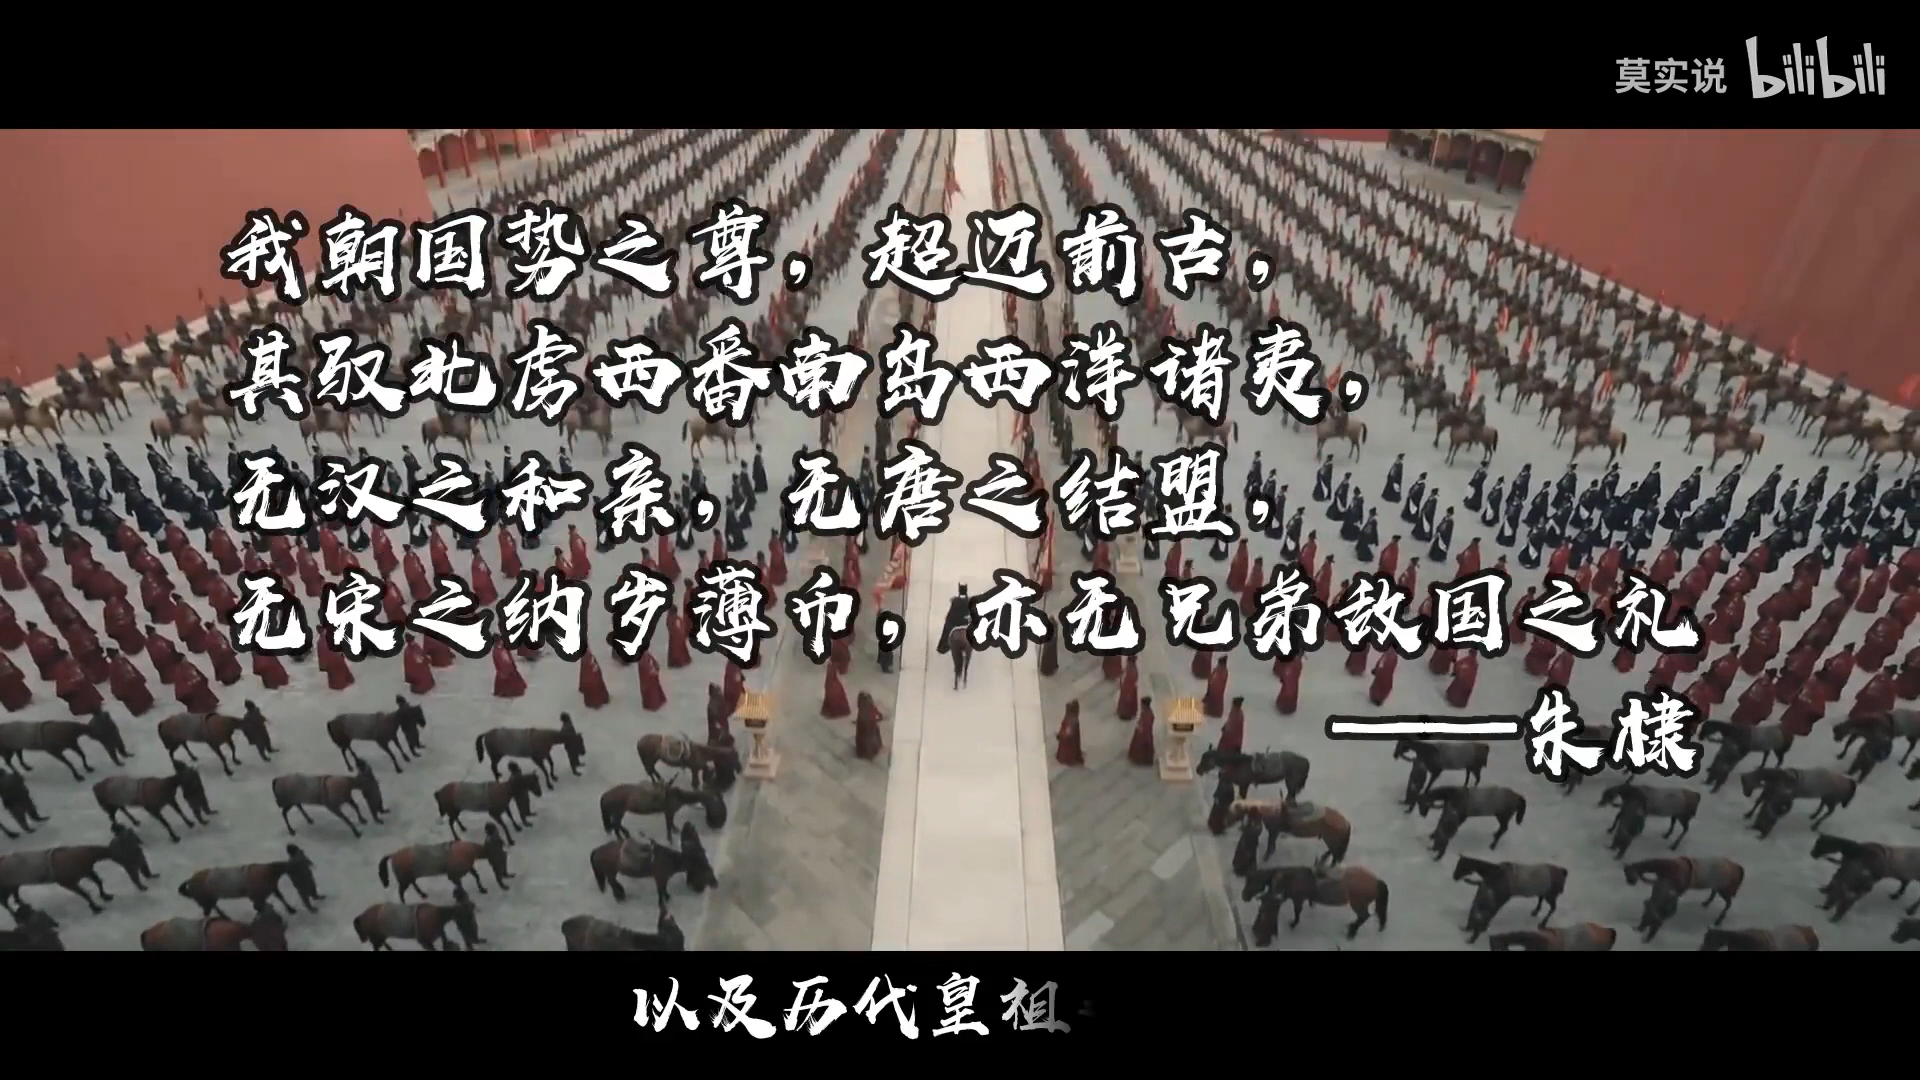 莫实说 bilibili
我朝国势之尊，超迈前古，
其驭北虏西番南岛西洋诸夷，
无汉之和亲，无唐之结盟，
无宋之纳岁薄币，亦无兄弟敌国之礼
——朱棣
以及历代皇祖